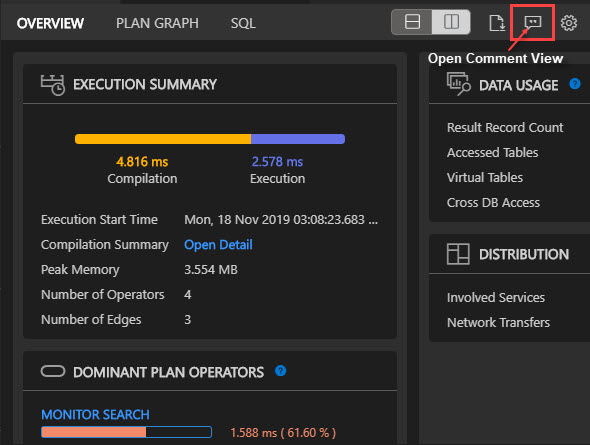 OVERVIEW PLAN GRAPH SQL
Open Comment View
EXECUTION SUMMARY
4.816 ms 2.578 ms
Compilation Execution
Execution Start Time Mon, 18 Nov 2019 03:08:23.683 ...
Compilation Summary Open Detail
Peak Memory 3.554 MB
Number of Operators 4
Number of Edges 3
DOMINANT PLAN OPERATORS ?
MONITOR SEARCH
1.588 ms ( 61.60 % )
DATA USAGE ?
Result Record Count
Accessed Tables
Virtual Tables
Cross DB Access
DISTRIBUTION
Involved Services
Network Transfers